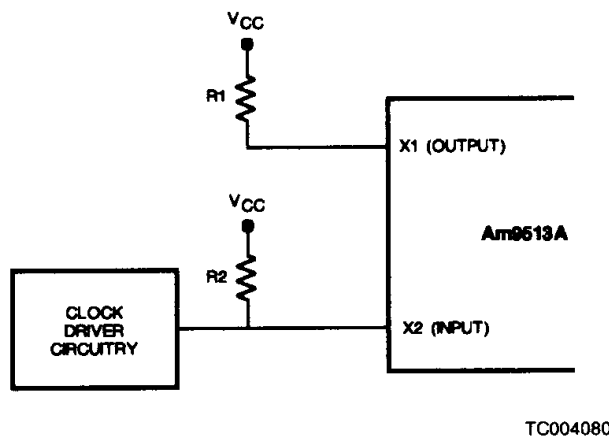 VCC
R1
X1 (OUTPUT)
VCC
Am9513A
R2
CLOCK
DRIVER
CIRCUITRY
X2 (INPUT)
TC004080